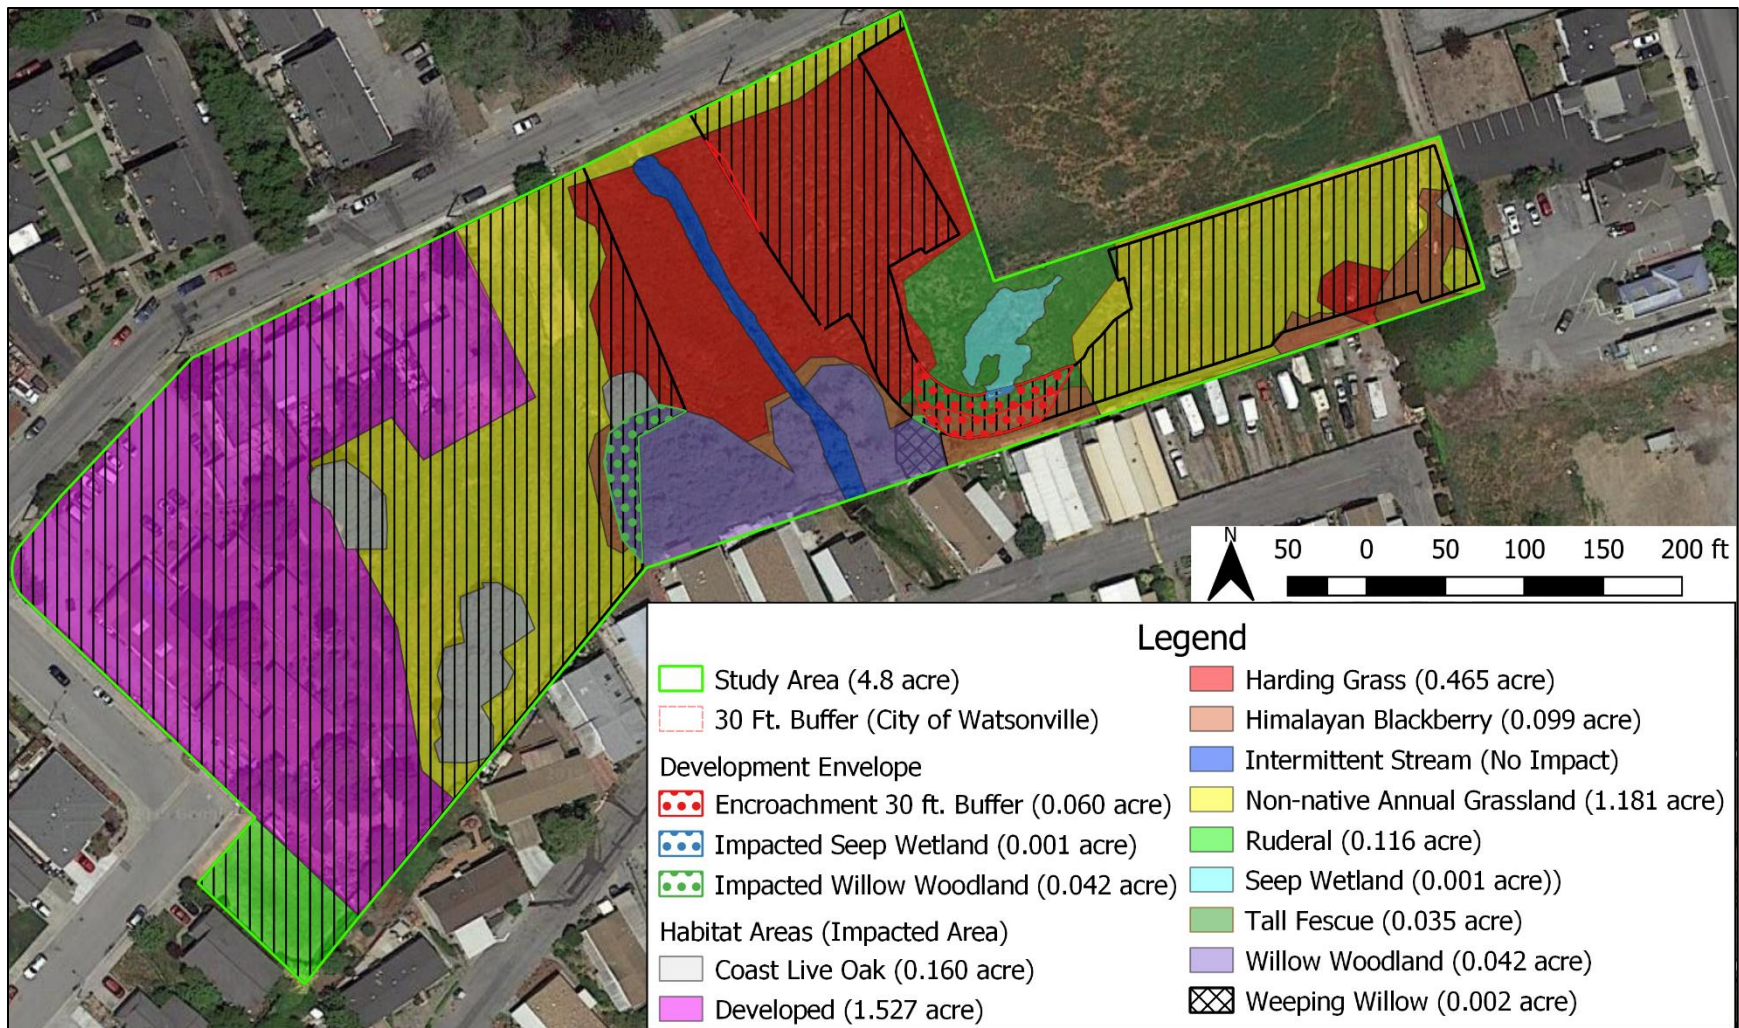 N
50 0 50 100 150 200 ft
Legend
Study Area (4.8 acre)
30 Ft. Buffer (City of Watsonville)
Development Envelope
Encroachment 30 ft. Buffer (0.060 acre)
Impacted Seep Wetland (0.001 acre)
Impacted Willow Woodland (0.042 acre)
Habitat Areas (Impacted Area)
Coast Live Oak (0.160 acre)
Developed (1.527 acre)
Harding Grass (0.465 acre)
Himalayan Blackberry (0.099 acre)
Intermittent Stream (No Impact)
Non-native Annual Grassland (1.181 acre)
Ruderal (0.116 acre)
Seep Wetland (0.001 acre))
Tall Fescue (0.035 acre)
Willow Woodland (0.042 acre)
Weeping Willow (0.002 acre)